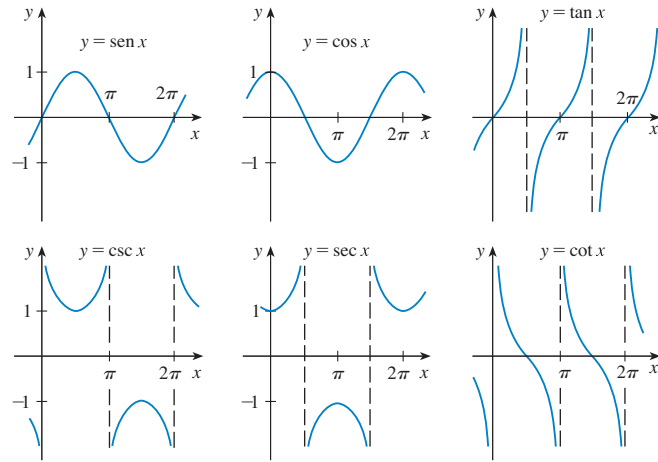 y
y = sen x
1
π
2π
x
−1
y
y = cos x
1
π
2π
x
−1
y
y = tan x
2π
π
x
y
y = csc x
1
π
2π
x
−1
y
y = sec x
1
π
2π
x
−1
y
y = cot x
π
2π
x